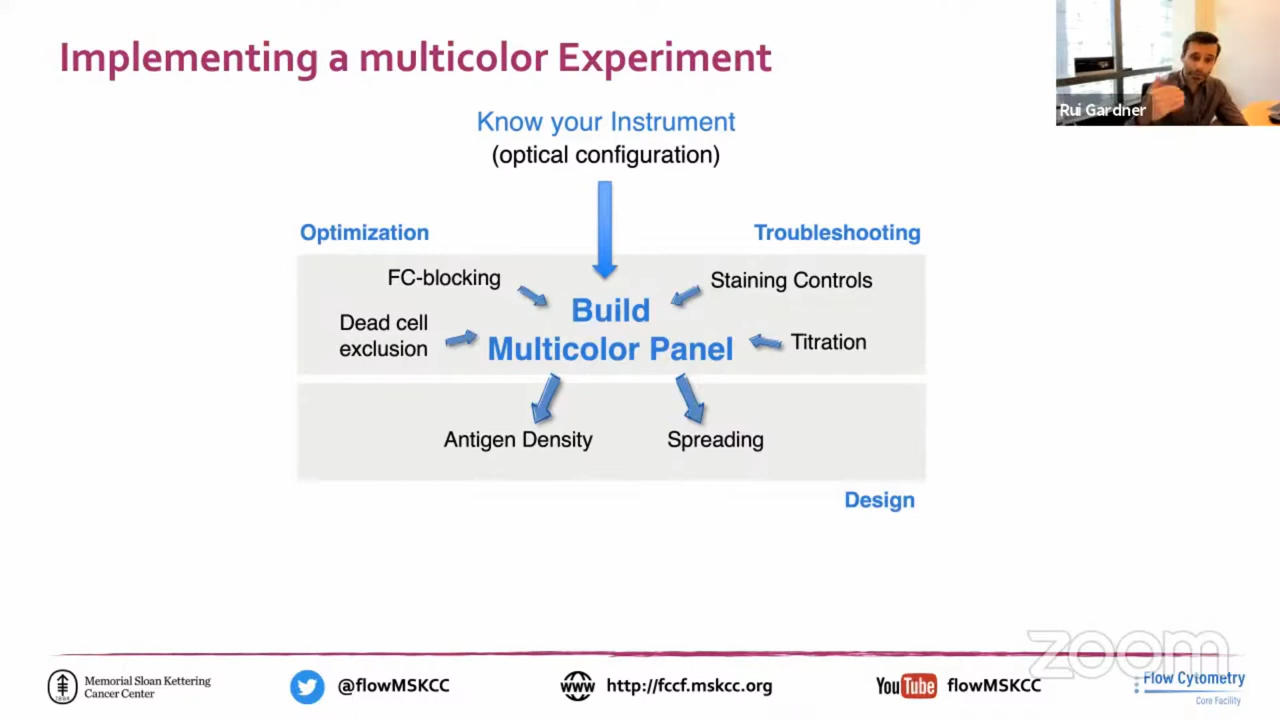 Implementing a multicolor Experiment
Rui Gardner
Know your Instrument
(optical configuration)
Optimization
Troubleshooting
FC-blocking
Staining Controls
Dead cell
exclusion
Build
Multicolor Panel
Titration
Antigen Density
Spreading
Design
zoom
Memorial Sloan Kettering
Cancer Center
@flowMSKCC
WWW
http://fccf.mskcc.org
YouTube
flowMSKCC
Flow Cytometry
Core Facility